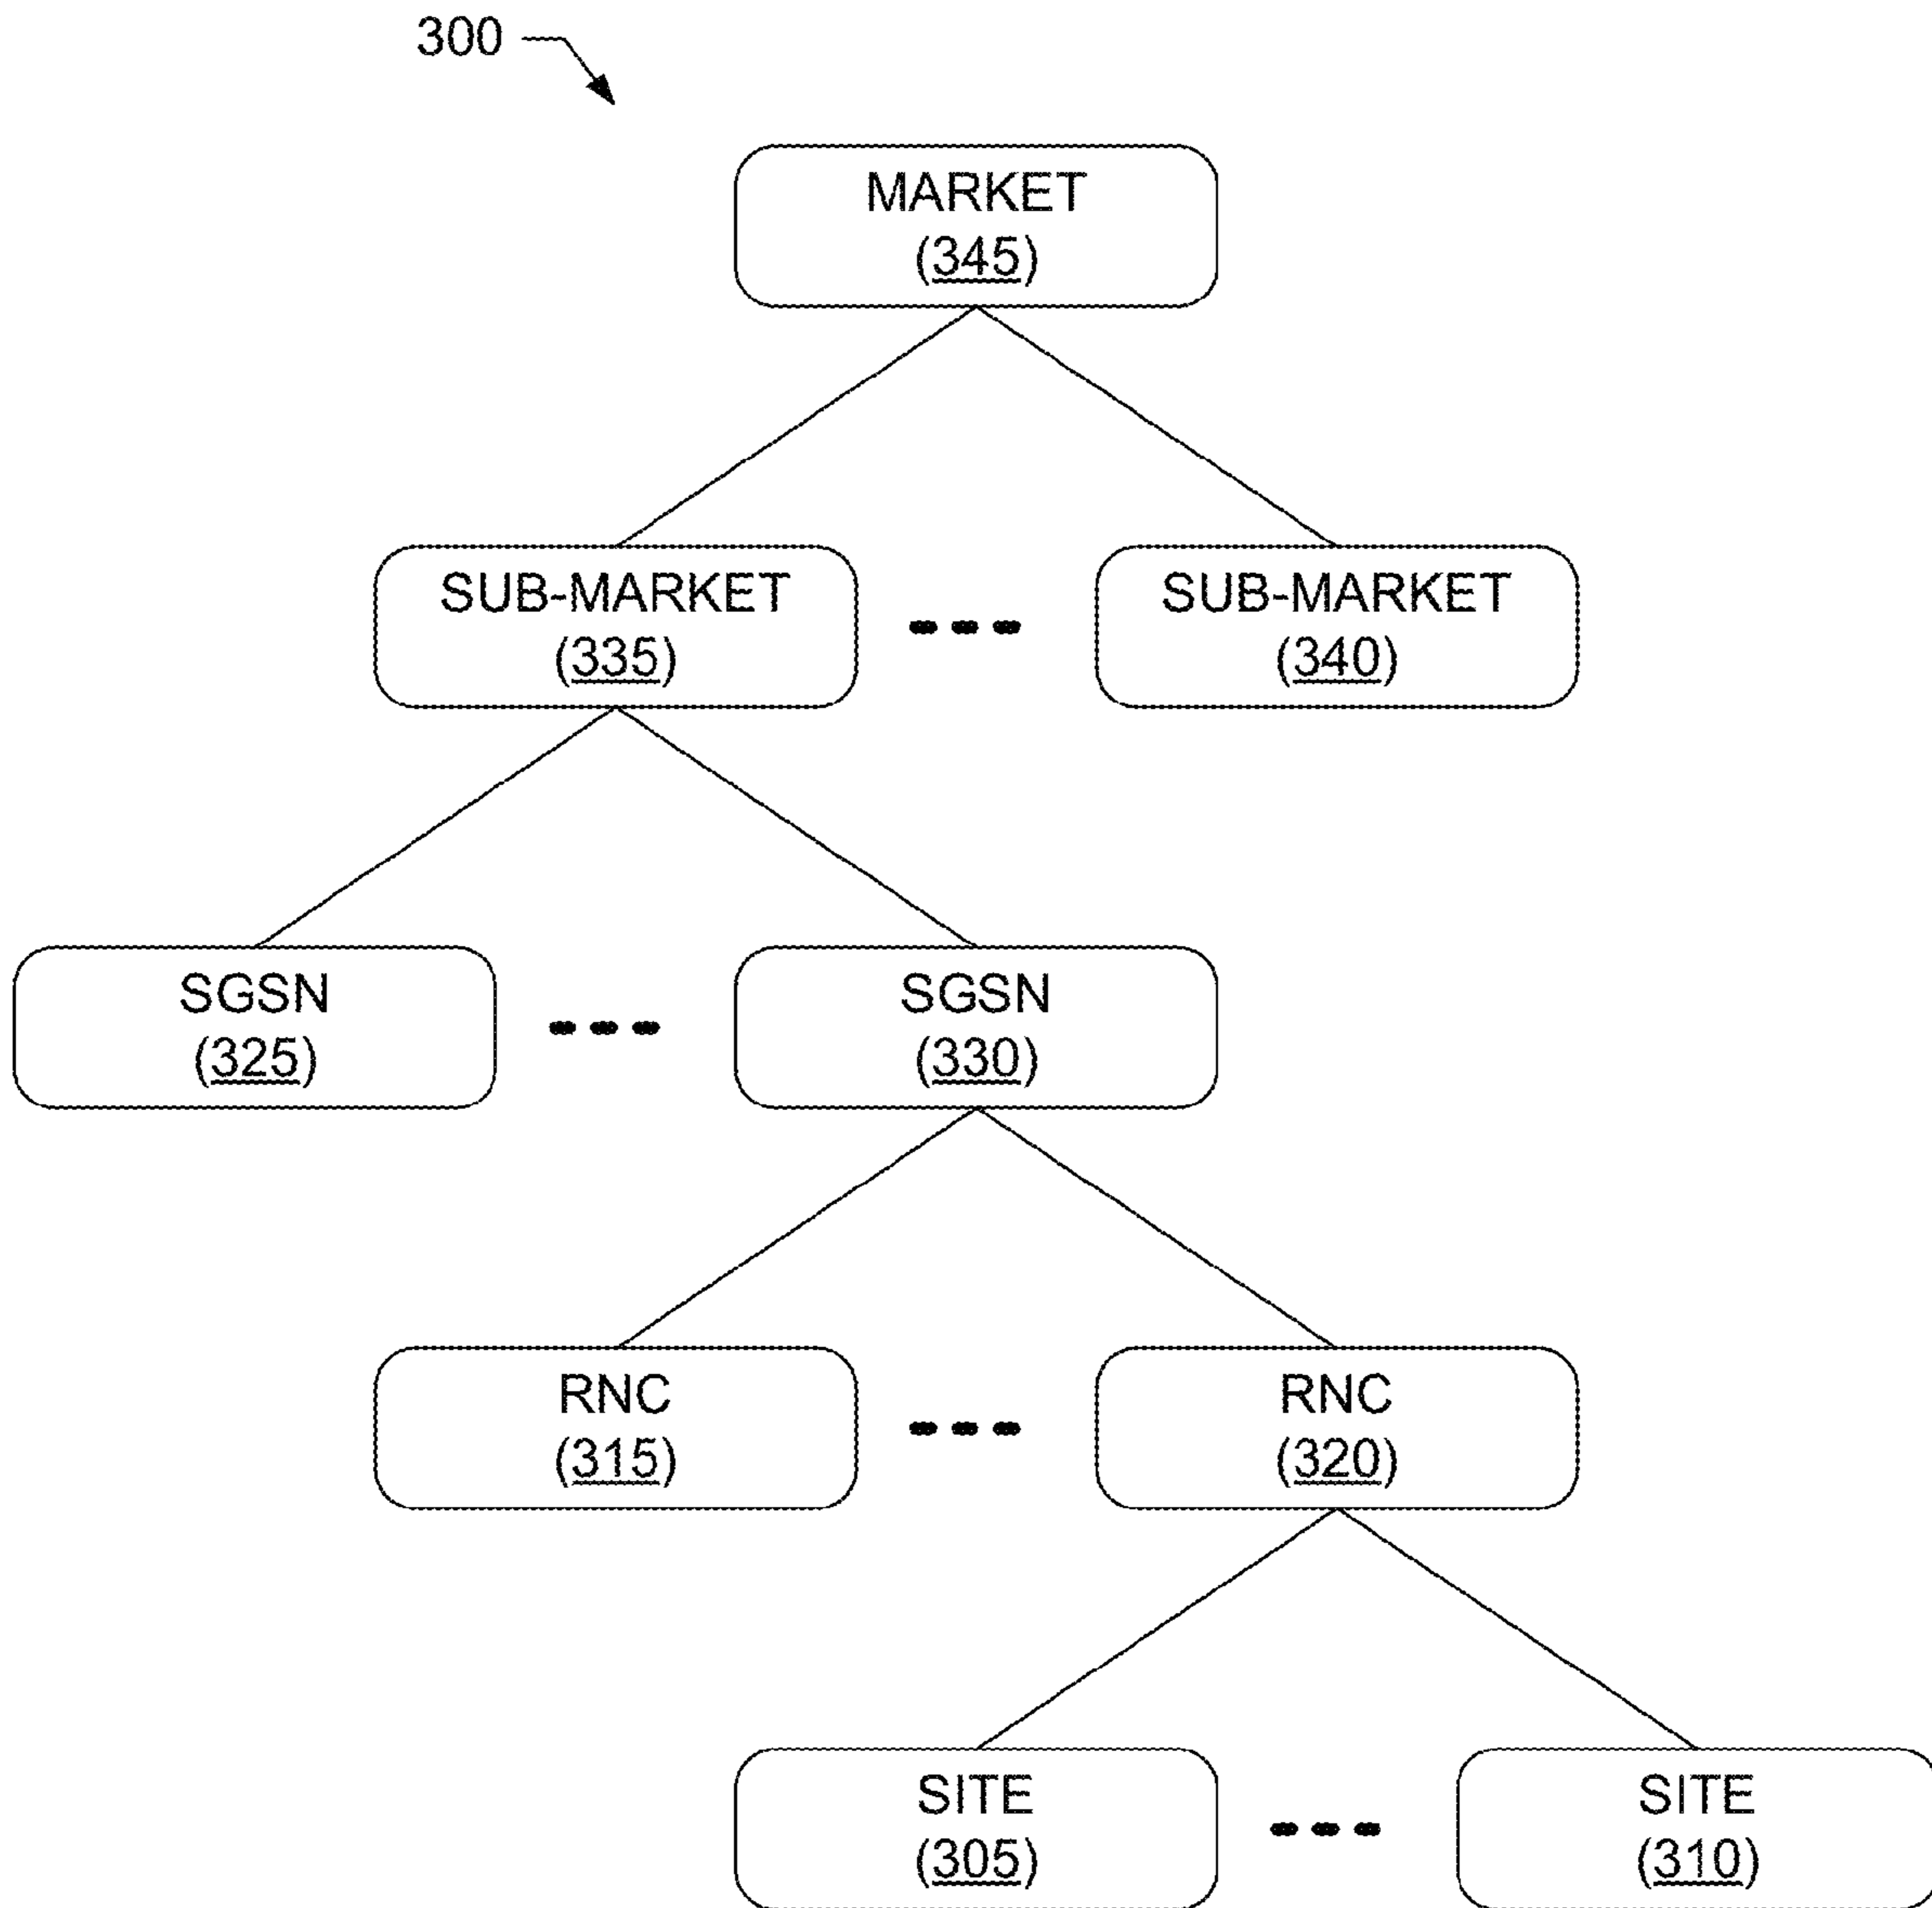 300
MARKET
(345)
SUB-MARKET
(335)
SUB-MARKET
(340)
SGSN
(325)
SGSN
(330)
RNC
(315)
RNC
(320)
SITE
(305)
SITE
(310)